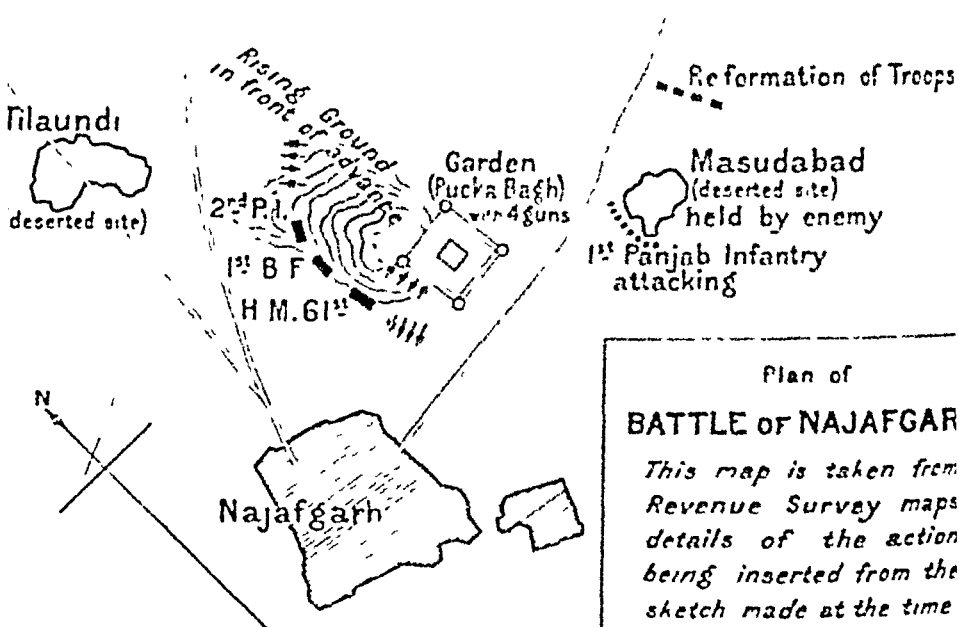 Rising Ground
in front of advance
Reformation of Troops
Tilaundi
(deserted site)
Garden
(Pucka Bagh)
with 4 guns
Masudabad
(deserted site)
held by enemy
1st Panjab Infantry
attacking
2nd P.I.
1st B F
H M. 61st
N
Najafgarh
Plan of
BATTLE OF NAJAFGAR
This map is taken from
Revenue Survey maps
details of the action
being inserted from the
sketch made at the time